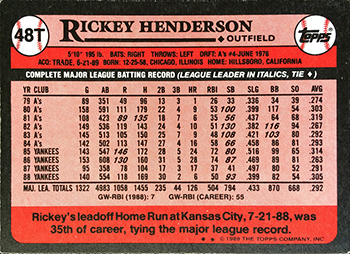 48T
RICKEY HENDERSON
OUTFIELD
Topps
5'10" 195 lb. BATS: RIGHT THROWS: LEFT DRFT: A's #4-JUNE 1976
ACQ: TRADE, 6-21-89 BORN: 12-25-58, CHICAGO, ILLINOIS HOME: HILLSBORO, CALIFORNIA
COMPLETE MAJOR LEAGUE BATTING RECORD (LEAGUE LEADER IN ITALICS, TIE ♦)
YR CLUB G AB R H 2B 3B HR RBI SB SLG BB SO AVG
79 A's 89 351 49 96 13 3 1 26 33 .336 34 39 .274
80 A's 158 591 111 179 22 4 9 53 100 .399 117 54 .303
81 A's 108 423 89 135 18 7 6 35 56 .437 64 68 .319
82 A's 149 536 119 143 24 4 10 51 130 .382 116 94 .267
83 A's 145 513 105 150 25 7 9 48 108 .421 103 80 .292
84 A's 142 502 113 147 27 4 16 58 66 .458 86 81 .293
85 YANKEES 143 547 146 172 28 5 24 72 80 .516 99 65 .314
86 YANKEES 153 608 130 160 31 5 28 74 87 .469 89 81 .263
87 YANKEES 95 358 78 104 17 3 17 37 41 .497 80 52 .291
88 YANKEES 140 554 118 169 30 2 6 50 93 .399 82 54 .305
MAJ. LEA. TOTALS 1322 4983 1058 1455 235 44 126 504 794 .434 870 668 .292
GW-RBI (1988): 7 GW-RBI (CAREER): 55
Rickey's leadoff Home Run at Kansas City, 7-21-88, was
35th of career, tying the major league record.
© 1989 THE TOPPS COMPANY, INC.